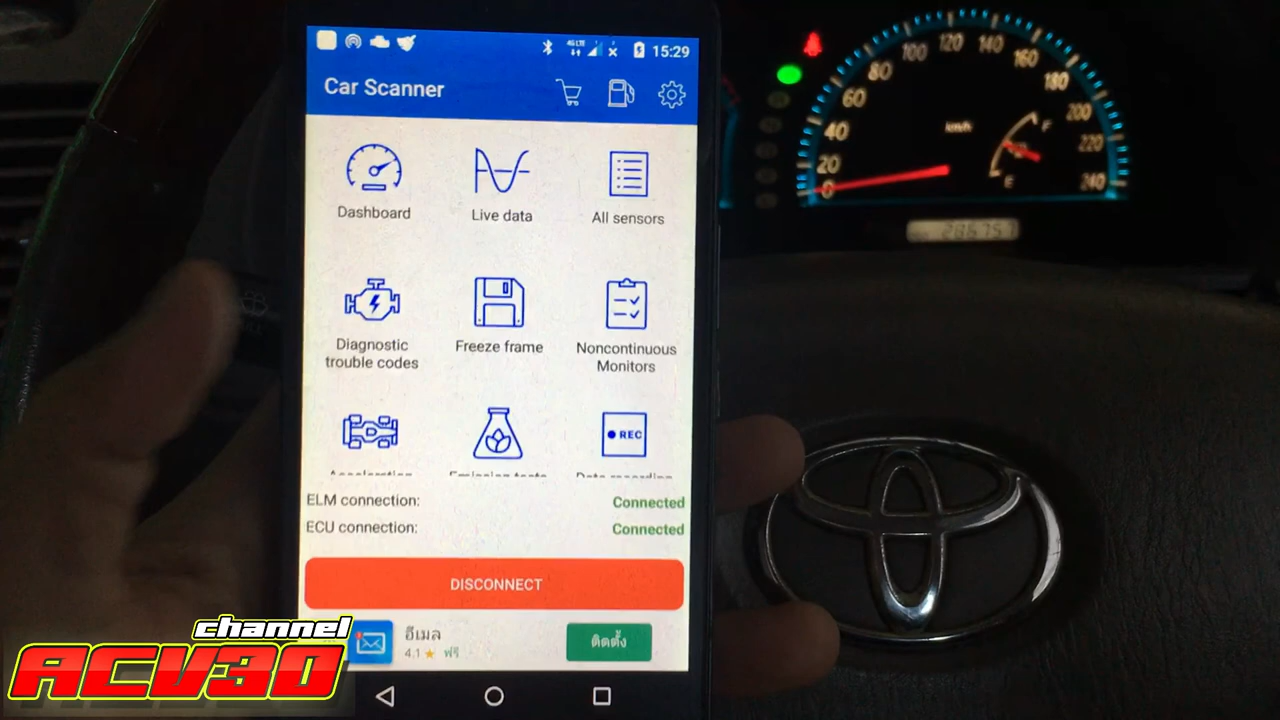 15:29
Car Scanner
Dashboard
Live data
All sensors
Diagnostic
trouble codes
Freeze frame
Noncontinuous
Monitors
REC
ELM connection:
Connected
ECU connection:
Connected
DISCONNECT
อีเมล
4.1 ★ ฟรี
ติดตั้ง
channel
ACV30
0
20
40
60
80
100
120
140
160
180
200
220
240
km/h
F
E
286757